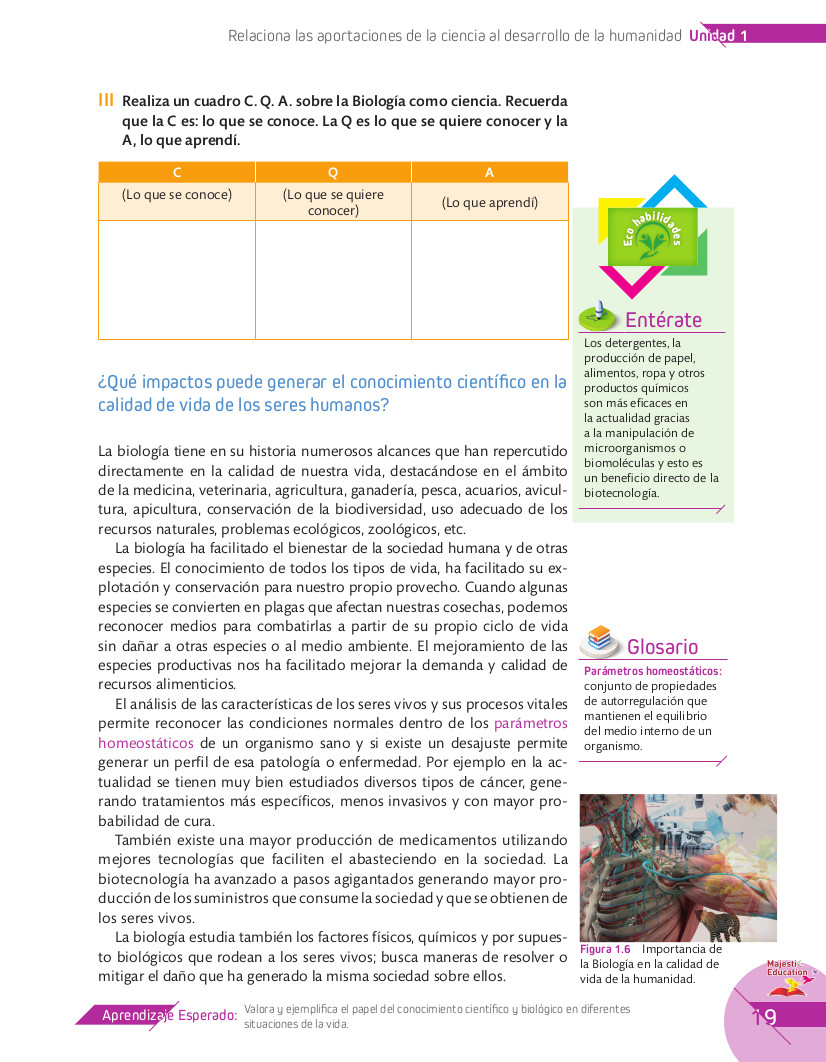 Relaciona las aportaciones de la ciencia al desarrollo de la humanidad Unidad 1
III Realiza un cuadro C. Q. A. sobre la Biología como ciencia. Recuerda
que la C es: lo que se conoce. La Q es lo que se quiere conocer y la
A, lo que aprendí.
C Q A
(Lo que se conoce) (Lo que se quiere
conocer) (Lo que aprendí)
¿Qué impactos puede generar el conocimiento científico en la
calidad de vida de los seres humanos?
La biología tiene en su historia numerosos alcances que han repercutido
directamente en la calidad de nuestra vida, destacándose en el ámbito
de la medicina, veterinaria, agricultura, ganadería, pesca, acuarios, avicul-
tura, apicultura, conservación de la biodiversidad, uso adecuado de los
recursos naturales, problemas ecológicos, zoológicos, etc.
La biología ha facilitado el bienestar de la sociedad humana y de otras
especies. El conocimiento de todos los tipos de vida, ha facilitado su ex-
plotación y conservación para nuestro propio provecho. Cuando algunas
especies se convierten en plagas que afectan nuestras cosechas, podemos
reconocer medios para combatirlas a partir de su propio ciclo de vida
sin dañar a otras especies o al medio ambiente. El mejoramiento de las
especies productivas nos ha facilitado mejorar la demanda y calidad de
recursos alimenticios.
El análisis de las características de los seres vivos y sus procesos vitales
permite reconocer las condiciones normales dentro de los parámetros
homeostáticos de un organismo sano y si existe un desajuste permite
generar un perfil de esa patología o enfermedad. Por ejemplo en la ac-
tualidad se tienen muy bien estudiados diversos tipos de cáncer, gene-
rando tratamientos más específicos, menos invasivos y con mayor pro-
babilidad de cura.
También existe una mayor producción de medicamentos utilizando
mejores tecnologías que faciliten el abasteciendo en la sociedad. La
biotecnología ha avanzado a pasos agigantados generando mayor pro-
ducción de los suministros que consume la sociedad y que se obtienen de
los seres vivos.
La biología estudia también los factores físicos, químicos y por supues-
to biológicos que rodean a los seres vivos; busca maneras de resolver o
mitigar el daño que ha generado la misma sociedad sobre ellos.
Eco habilidades
Entérate
Los detergentes, la
producción de papel,
alimentos, ropa y otros
productos químicos
son más eficaces en
la actualidad gracias
a la manipulación de
microorganismos o
biomoléculas y esto es
un beneficio directo de la
biotecnología.
Glosario
Parámetros homeostáticos:
conjunto de propiedades
de autorregulación que
mantienen el equilibrio
del medio interno de un
organismo.
Figura 1.6 Importancia de
la Biología en la calidad de
vida de la humanidad.
Majestic
Education
Aprendizaje Esperado: Valora y ejemplifica el papel del conocimiento científico y biológico en diferentes
situaciones de la vida.
19